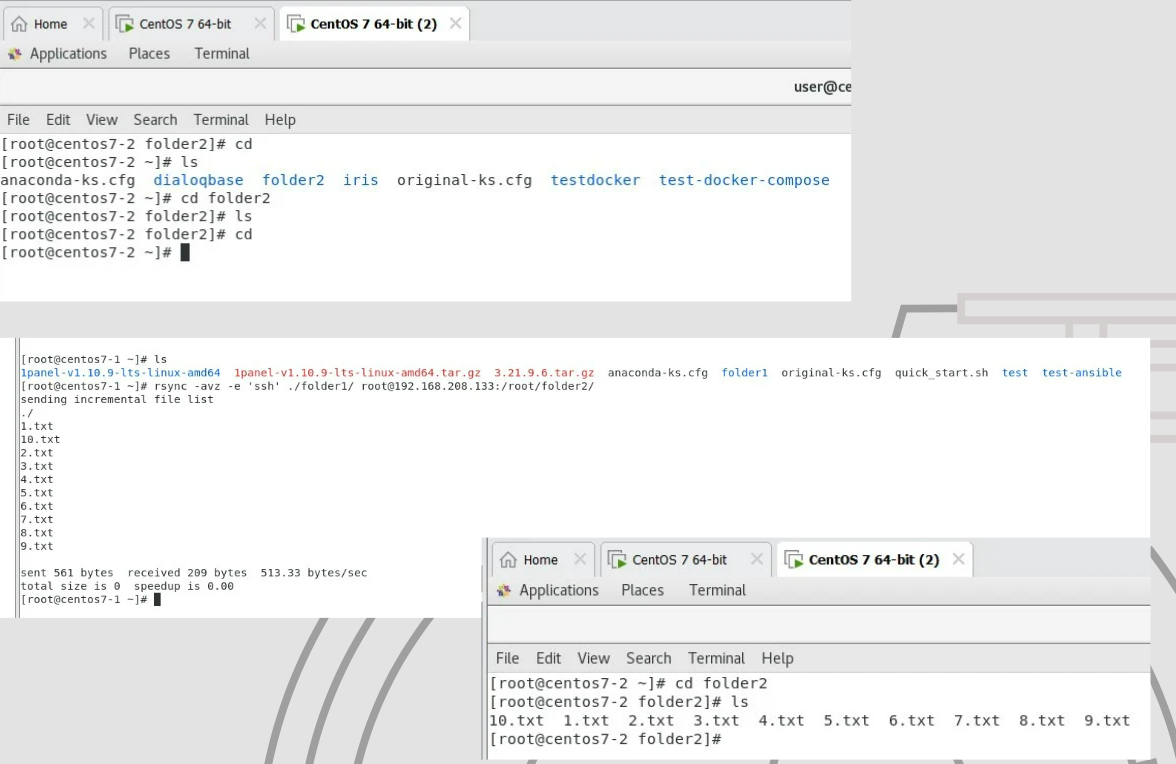 Home CentOS 7 64-bit CentOS 7 64-bit (2)
Applications Places Terminal
user@ce
File Edit View Search Terminal Help
[root@centos7-2 folder2]# cd
[root@centos7-2 ~]# ls
anaconda-ks.cfg dialoqbase folder2 iris original-ks.cfg testdocker test-docker-compose
[root@centos7-2 ~]# cd folder2
[root@centos7-2 folder2]# ls
[root@centos7-2 folder2]# cd
[root@centos7-2 ~]#
[root@centos7-1 ~]# ls
1panel-v1.10.9-lts-linux-amd64 1panel-v1.10.9-lts-linux-amd64.tar.gz 3.21.9.6.tar.gz anaconda-ks.cfg folder1 original-ks.cfg quick_start.sh test test-ansible
[root@centos7-1 ~]# rsync -avz -e 'ssh' ./folder1/ root@192.168.208.133:/root/folder2/
sending incremental file list
./
1.txt
10.txt
2.txt
3.txt
4.txt
5.txt
6.txt
7.txt
8.txt
9.txt
sent 561 bytes received 209 bytes 513.33 bytes/sec
total size is 0 speedup is 0.00
[root@centos7-1 ~]#
Home CentOS 7 64-bit CentOS 7 64-bit (2)
Applications Places Terminal
File Edit View Search Terminal Help
[root@centos7-2 ~]# cd folder2
[root@centos7-2 folder2]# ls
10.txt 1.txt 2.txt 3.txt 4.txt 5.txt 6.txt 7.txt 8.txt 9.txt
[root@centos7-2 folder2]#